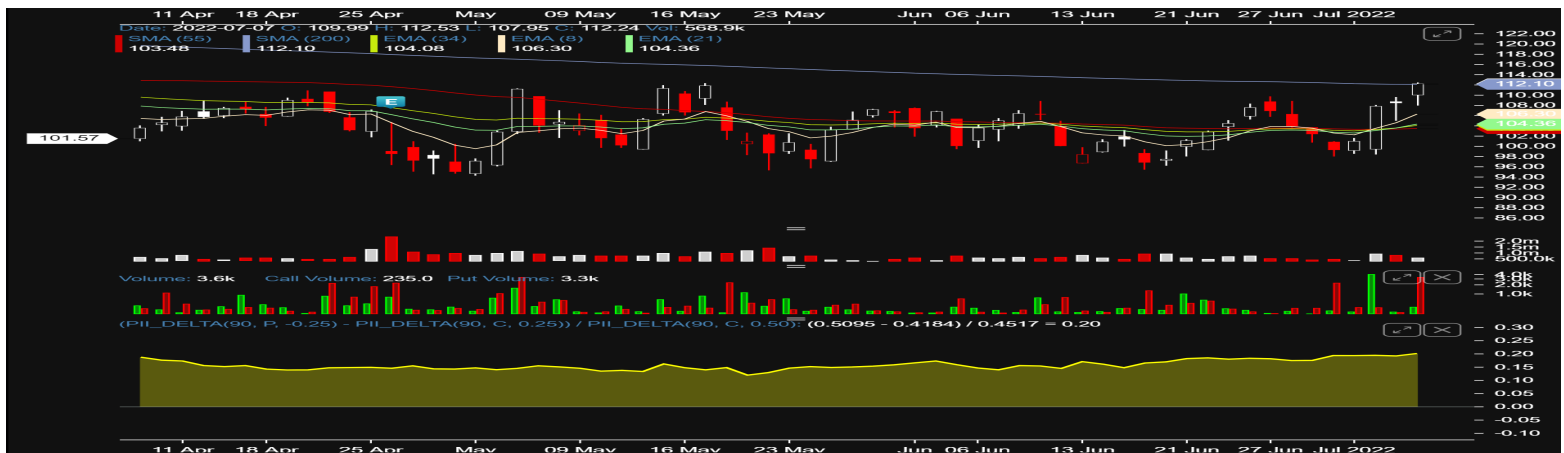 11 Apr 18 Apr 25 Apr May 09 May 16 May 23 May Jun 06 Jun 13 Jun 21 Jun 27 Jun Jul 2022
Date: 2022-07-07 O: 109.99 H: 112.53 L: 107.95 C: 112.24 Vol: 568.9k
SMA (55) SMA (200) EMA (34) EMA (8) EMA (21)
103.48 112.10 104.08 106.30 104.36
122.00
120.00
118.00
116.00
114.00
112.10
110.00
108.00
106.30
104.36
102.00
100.00
98.00
96.00
94.00
92.00
90.00
88.00
86.00
E
101.57
2.0m
1.5m
1.0m
500.0k
Volume: 3.6k Call Volume: 235.0 Put Volume: 3.3k
4.0k
3.0k
2.0k
1.0k
(PII_DELTA(90, P, -0.25) - PII_DELTA(90, C, 0.25)) / PII_DELTA(90, C, 0.50): (0.5095 - 0.4184) / 0.4517 = 0.20
0.30
0.25
0.20
0.15
0.10
0.05
0.00
-0.05
-0.10
11 Apr 18 Apr 25 Apr May 09 May 16 May 23 May Jun 06 Jun 13 Jun 21 Jun 27 Jun Jul 2022